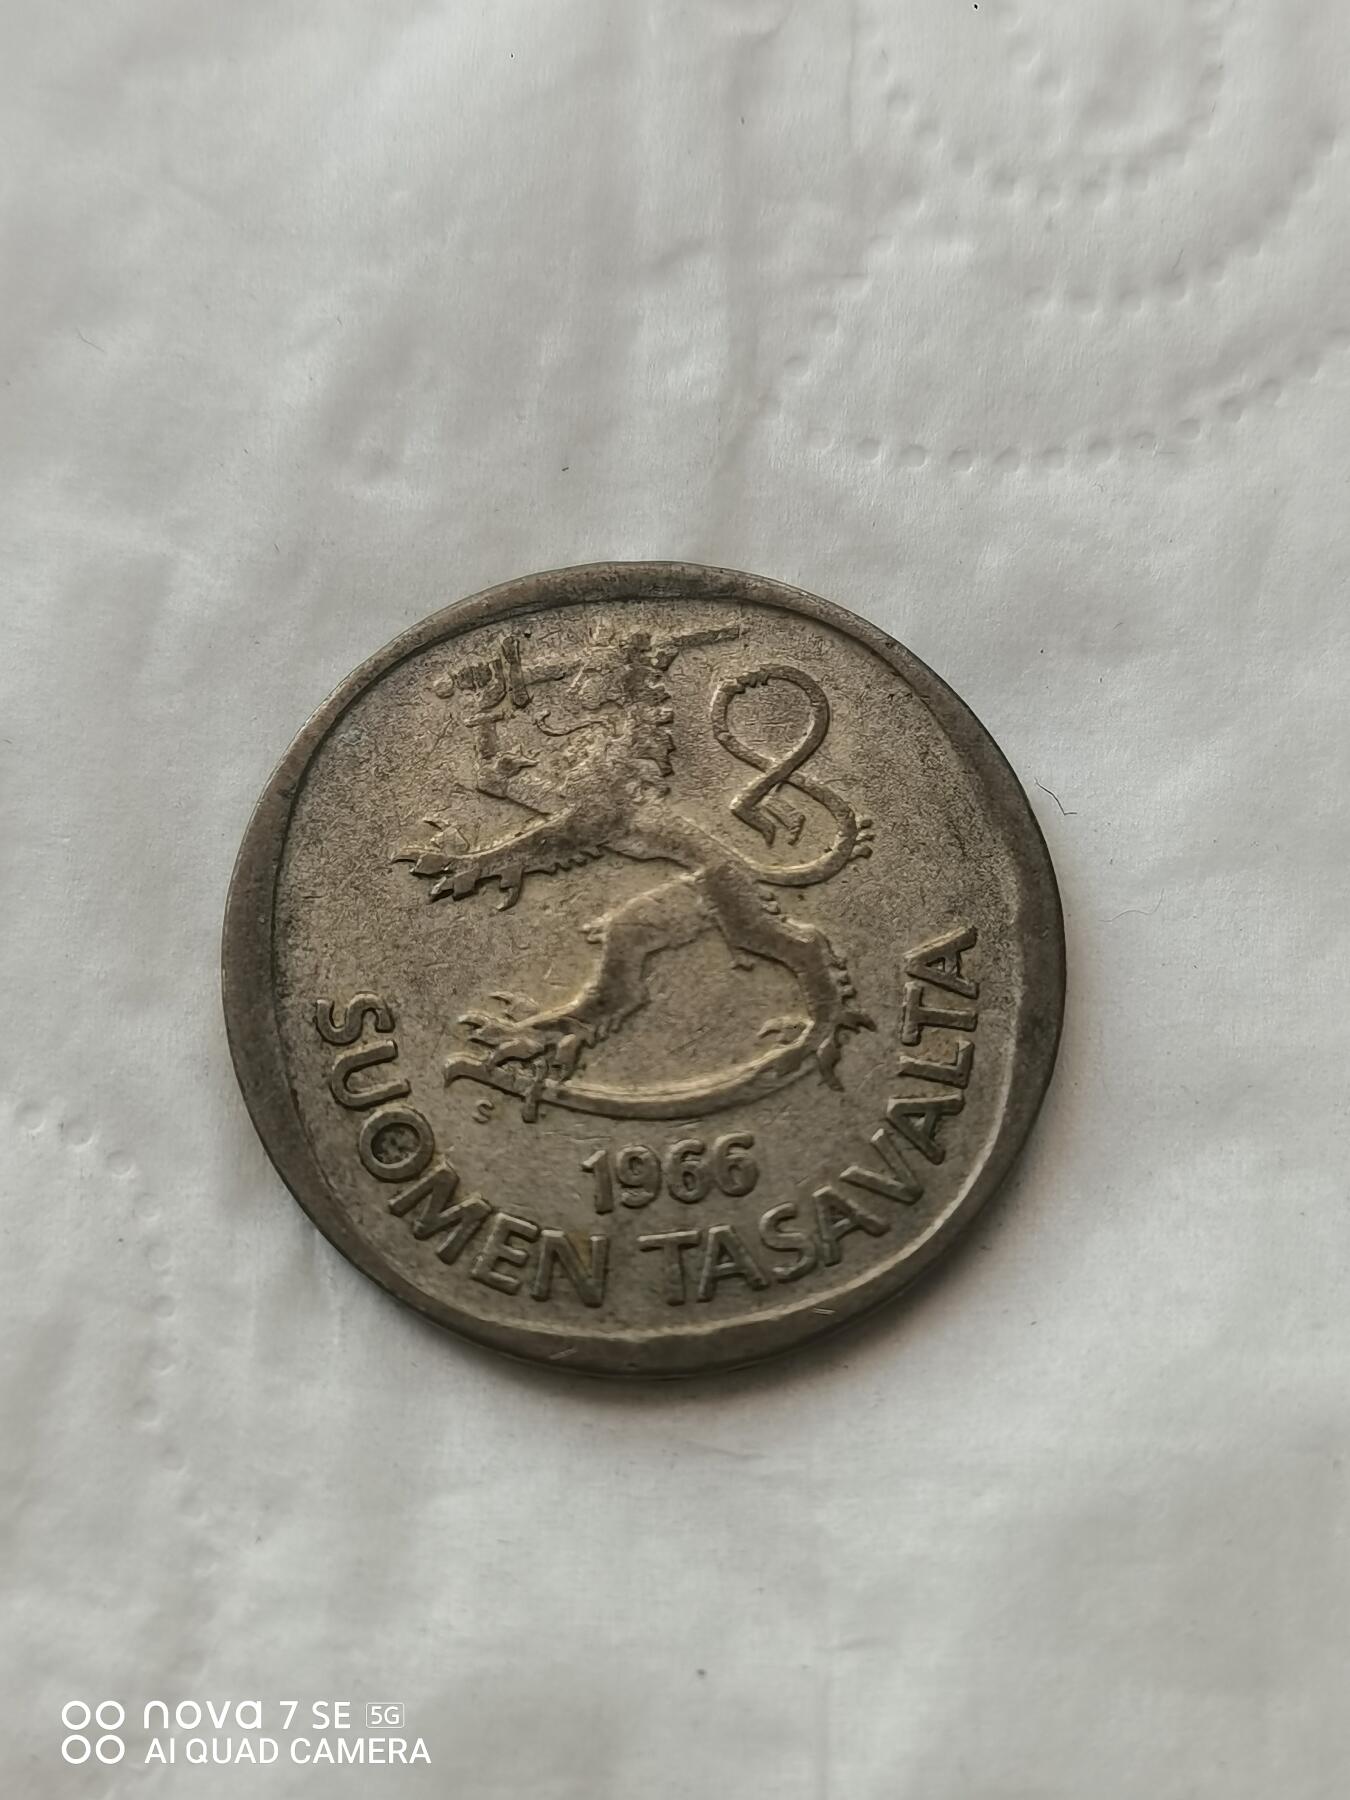 S
1966
SUOMEN TASAVALTA
nova 7 SE 5G
AI QUAD CAMERA